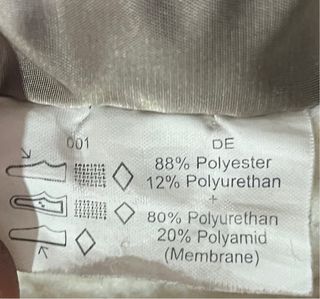 001 DE
88% Polyester
12% Polyurethan
+
80% Polyurethan
20% Polyamid
(Membrane)